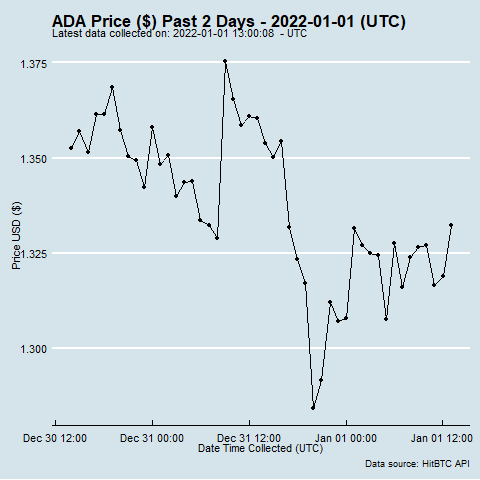 ADA Price ($) Past 2 Days - 2022-01-01 (UTC)
Latest data collected on: 2022-01-01 13:00:08  - UTC
1.375
1.350
1.325
1.300
Price USD ($)
Dec 30 12:00
Dec 31 00:00
Dec 31 12:00
Jan 01 00:00
Jan 01 12:00
Date Time Collected (UTC)
Data source: HitBTC API